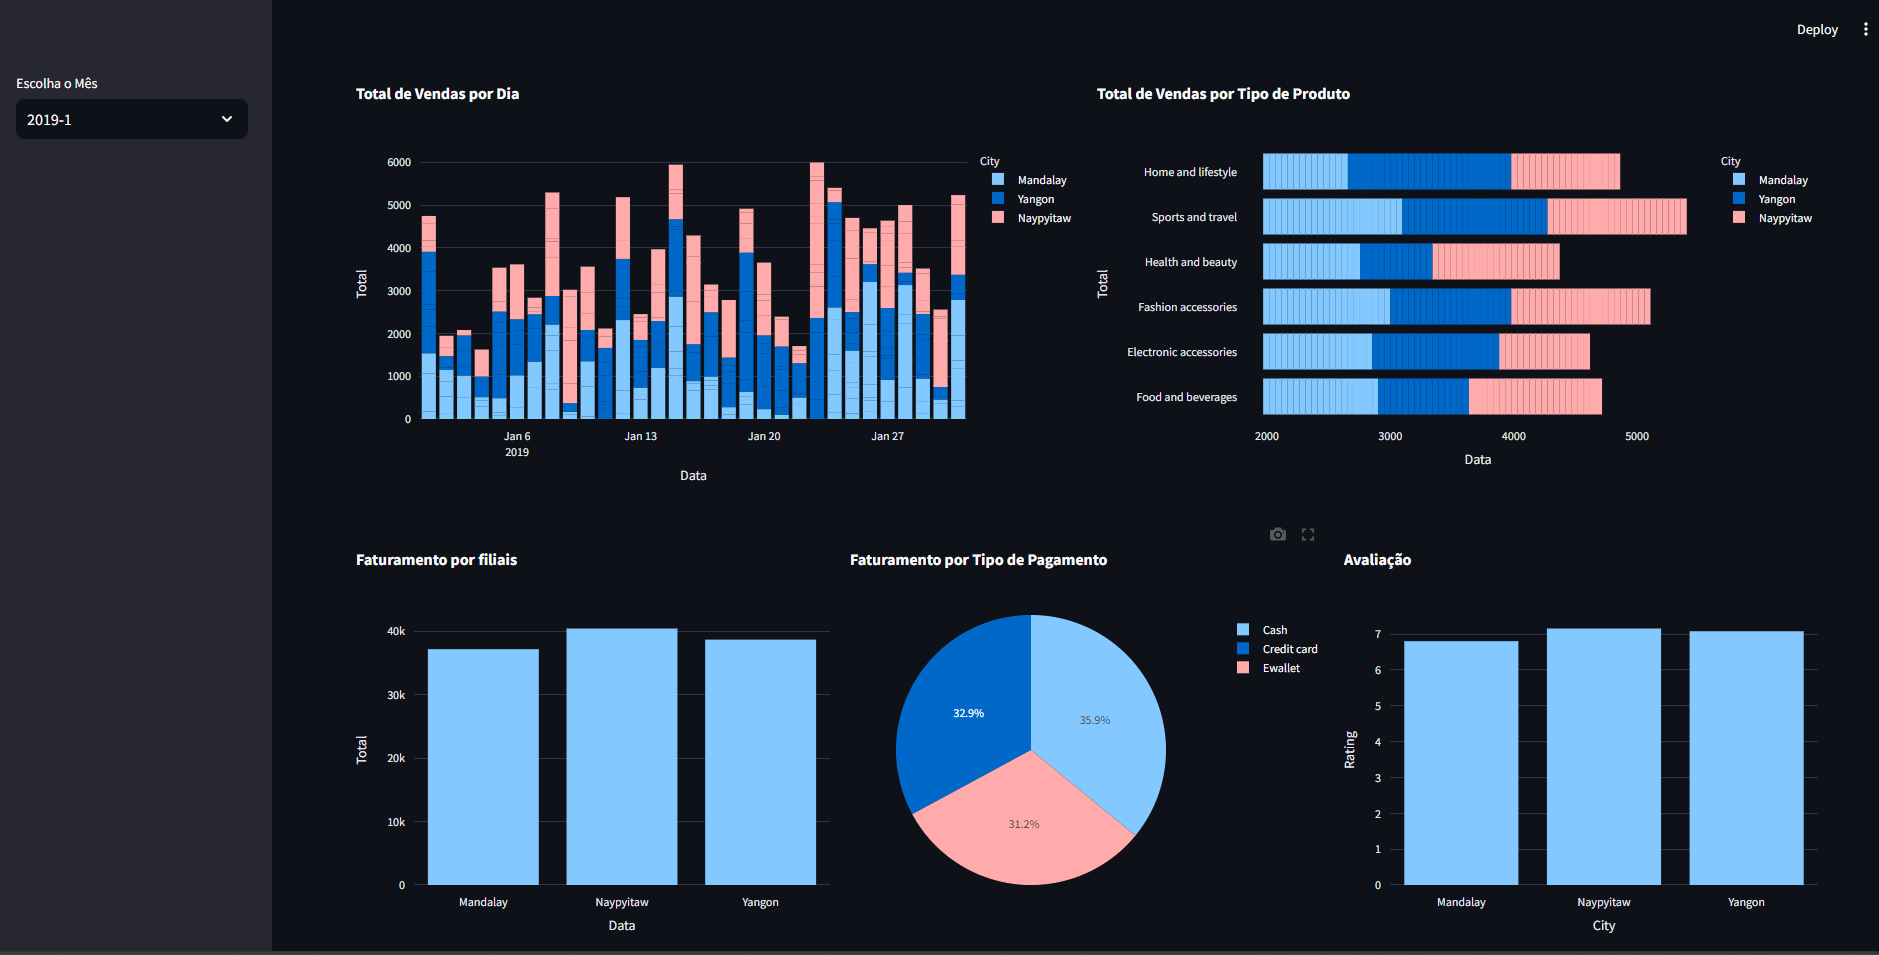 Deploy
Escolha o Mês
2019-1
Total de Vendas por Dia
6000
5000
4000
3000
2000
1000
0
Total
Jan 6
2019
Jan 13
Jan 20
Jan 27
Data
City
Mandalay
Yangon
Naypyitaw
Total de Vendas por Tipo de Produto
Total
Home and lifestyle
Sports and travel
Health and beauty
Fashion accessories
Electronic accessories
Food and beverages
2000
3000
4000
5000
Data
City
Mandalay
Yangon
Naypyitaw
Faturamento por filiais
40k
30k
20k
10k
0
Total
Mandalay
Naypyitaw
Yangon
Data
Faturamento por Tipo de Pagamento
32.9%
35.9%
31.2%
Cash
Credit card
Ewallet
Avaliação
7
6
5
4
3
2
1
0
Rating
Mandalay
Naypyitaw
Yangon
City